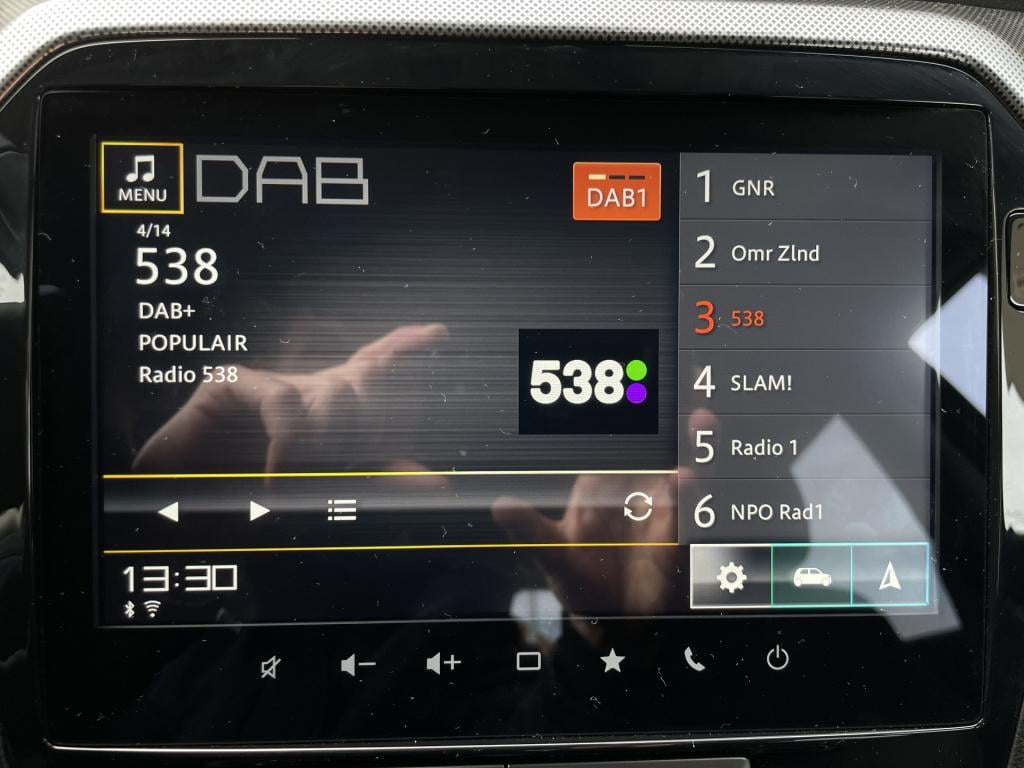 MENU
DAB
4/14
538
DAB+
POPULAIR
Radio 538
538
DAB1
1 GNR
2 Omr Zlnd
3 538
4 SLAM!
5 Radio 1
6 NPO Rad1
13:30